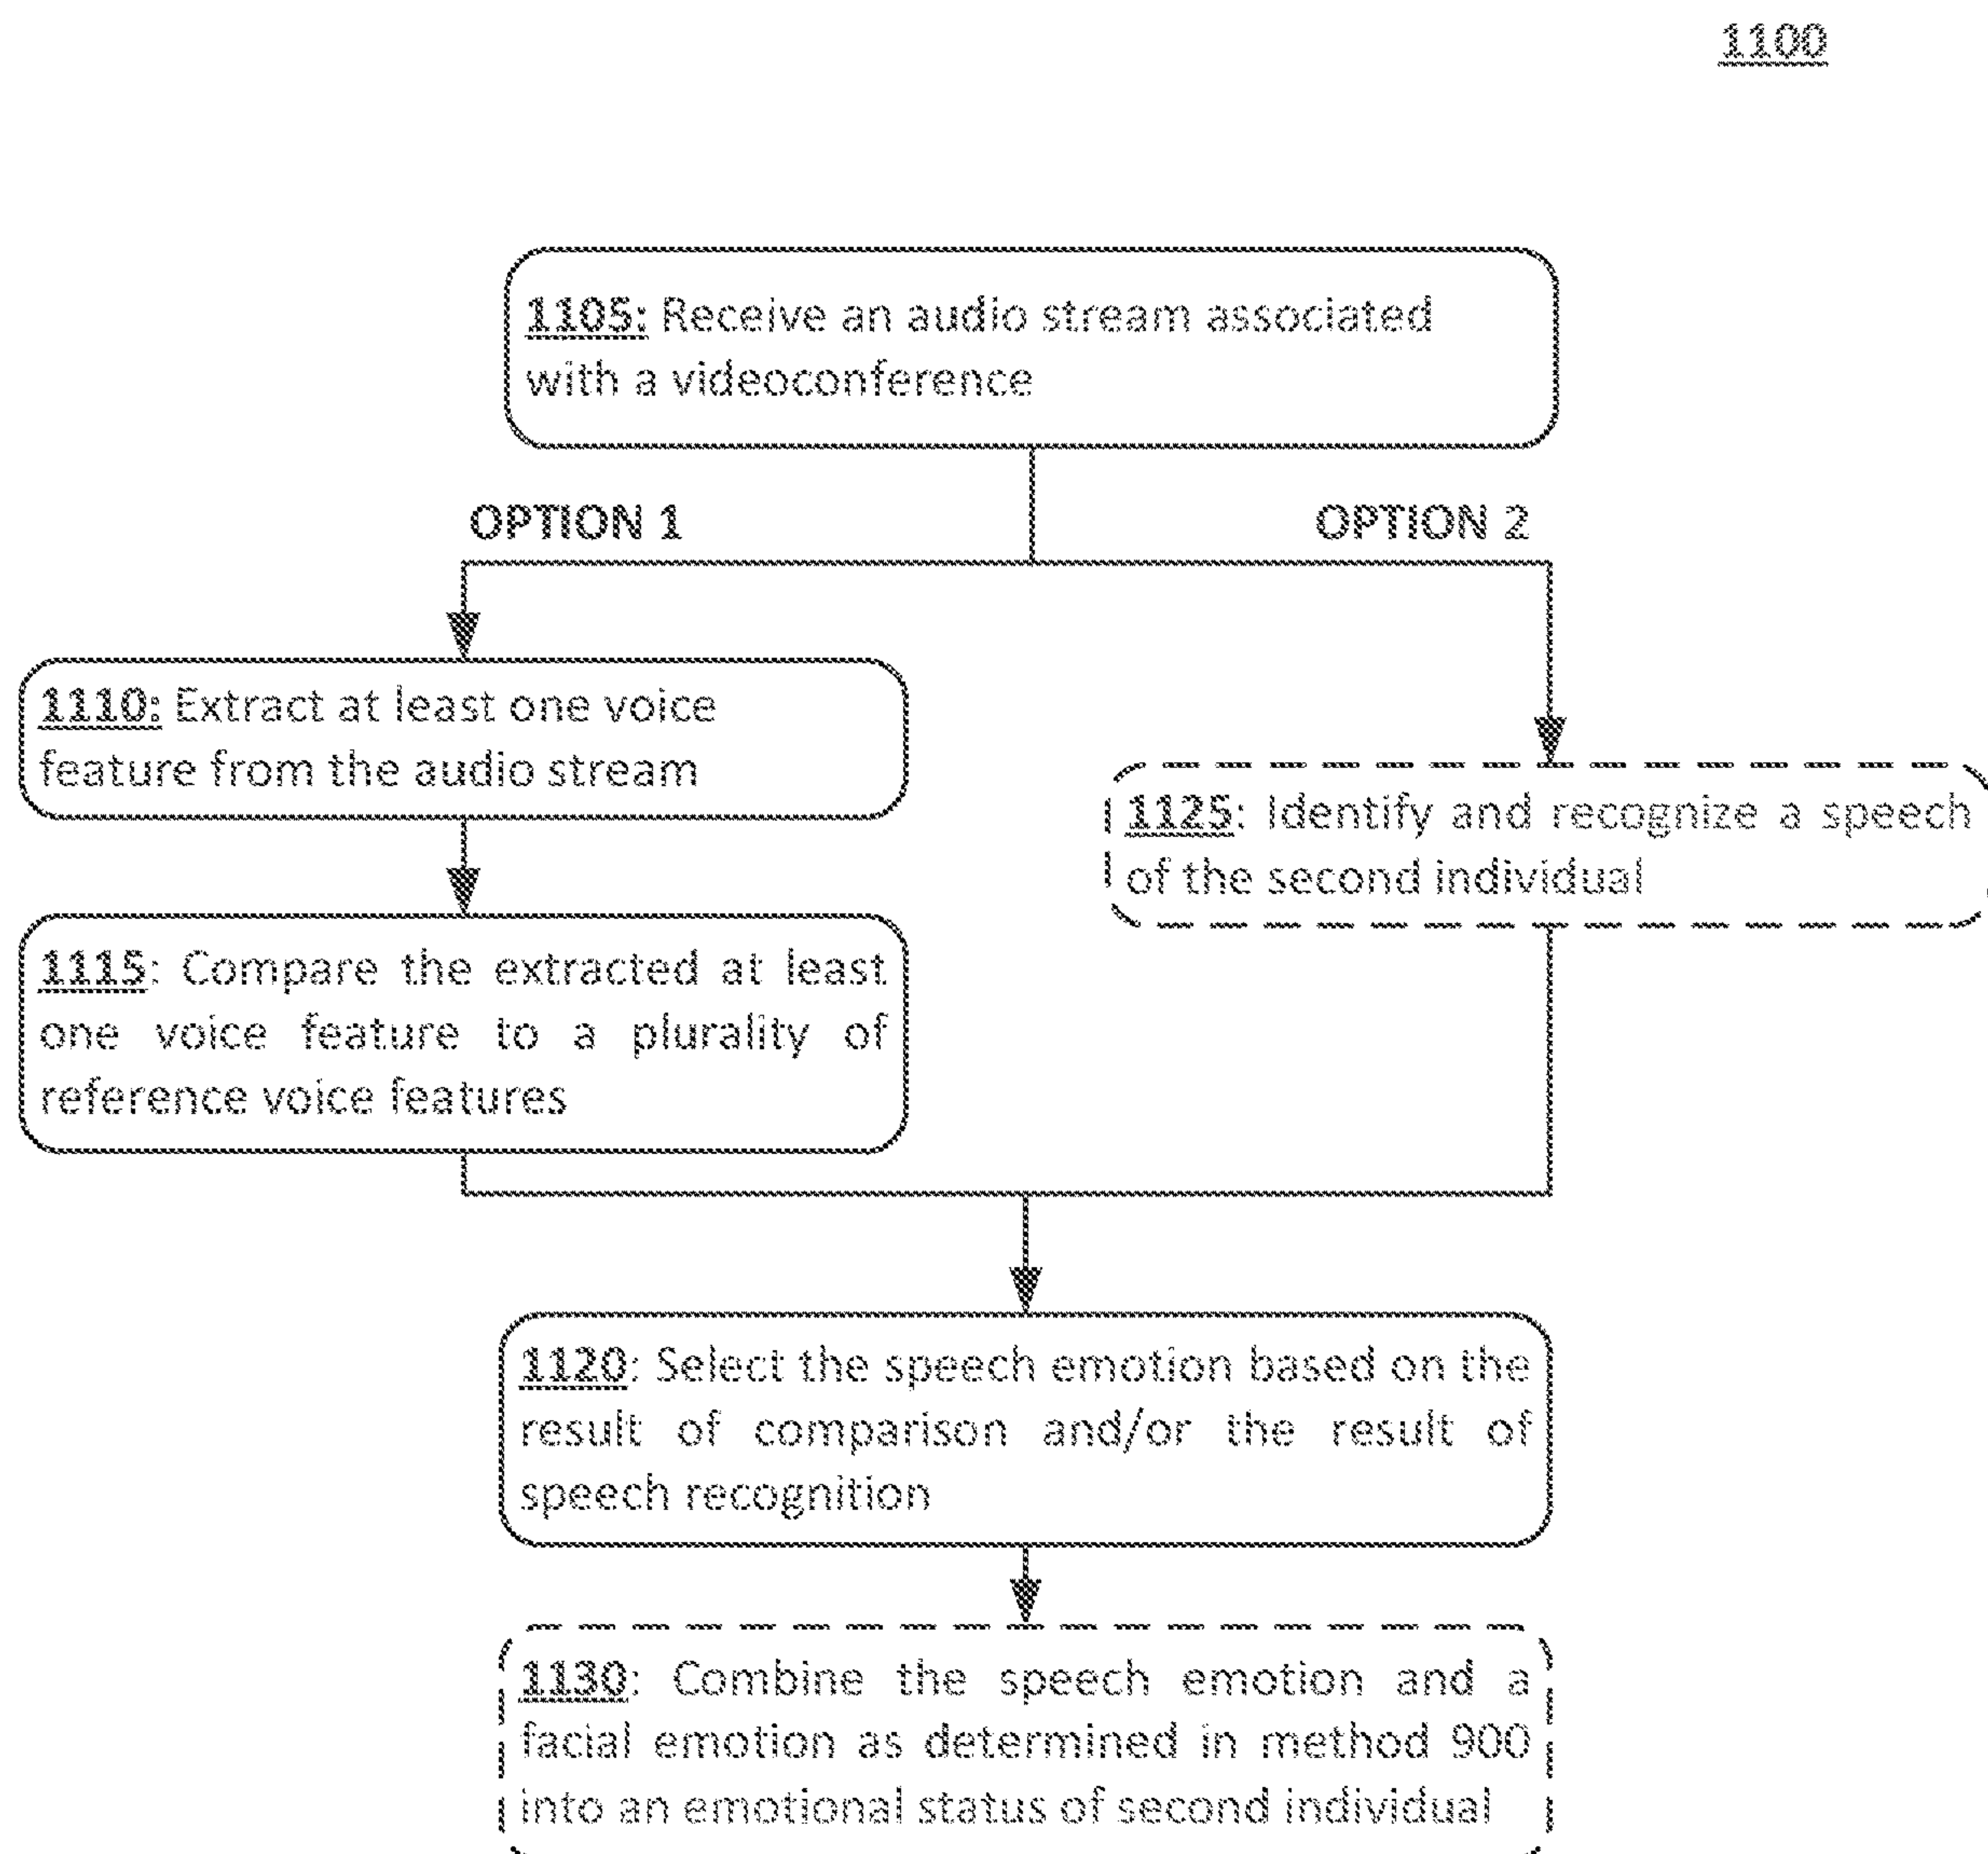 1100
1105: Receive an audio stream associated
with a videoconference
OPTION 1
OPTION 2
1110: Extract at least one voice
feature from the audio stream
1115: Compare the extracted at least
one voice feature to a plurality of
reference voice features
1125: Identify and recognize a speech
of the second individual
1120: Select the speech emotion based on the
result of comparison and/or the result of
speech recognition
1130: Combine the speech emotion and a
facial emotion as determined in method 900
into an emotional status of second individual